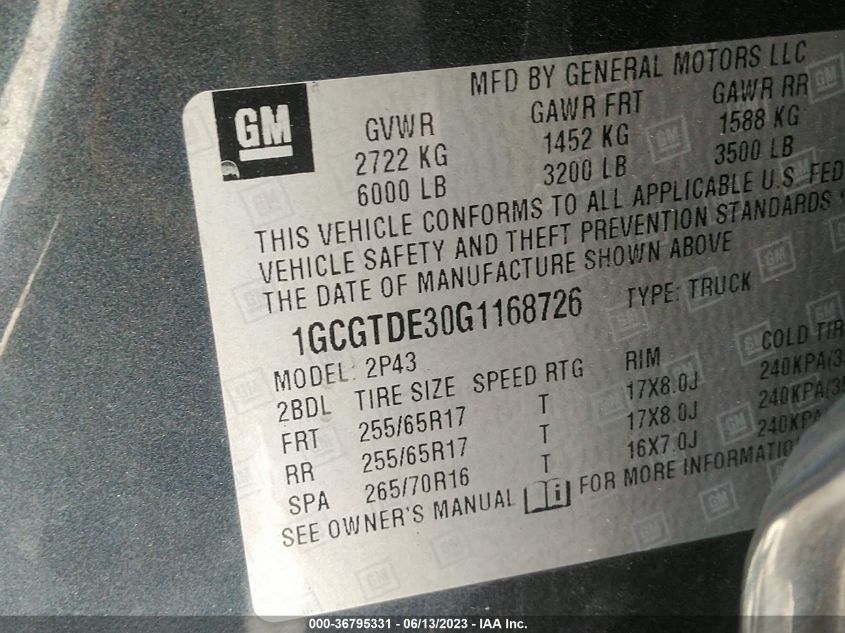 MFD BY GENERAL MOTORS LLC
GM
GVWR GAWR FRT GAWR RR
2722 KG 1452 KG 1588 KG
6000 LB 3200 LB 3500 LB
THIS VEHICLE CONFORMS TO ALL APPLICABLE U.S. FED
VEHICLE SAFETY AND THEFT PREVENTION STANDARDS
THE DATE OF MANUFACTURE SHOWN ABOVE
1GCGTDE30G1168726 TYPE: TRUCK
MODEL: 2P43
2BDL TIRE SIZE SPEED RTG RIM COLD TIR
FRT 255/65R17 T 17X8.0J 240KPA(3
RR 255/65R17 T 17X8.0J 240KPA(3
SPA 265/70R16 T 16X7.0J 240KPA
SEE OWNER'S MANUAL i FOR MORE INFORMATIO
000-36795331 - 06/13/2023 - IAA Inc.